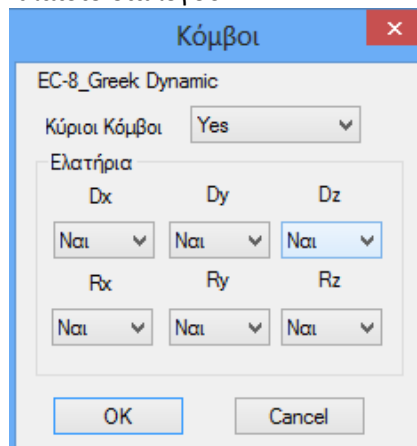 Κόμβοι
EC-8_Greek Dynamic
Κύριοι Κόμβοι Yes
Ελατήρια
Dx Dy Dz
Ναι Ναι Ναι
Rx Ry Rz
Ναι Ναι Ναι
OK Cancel